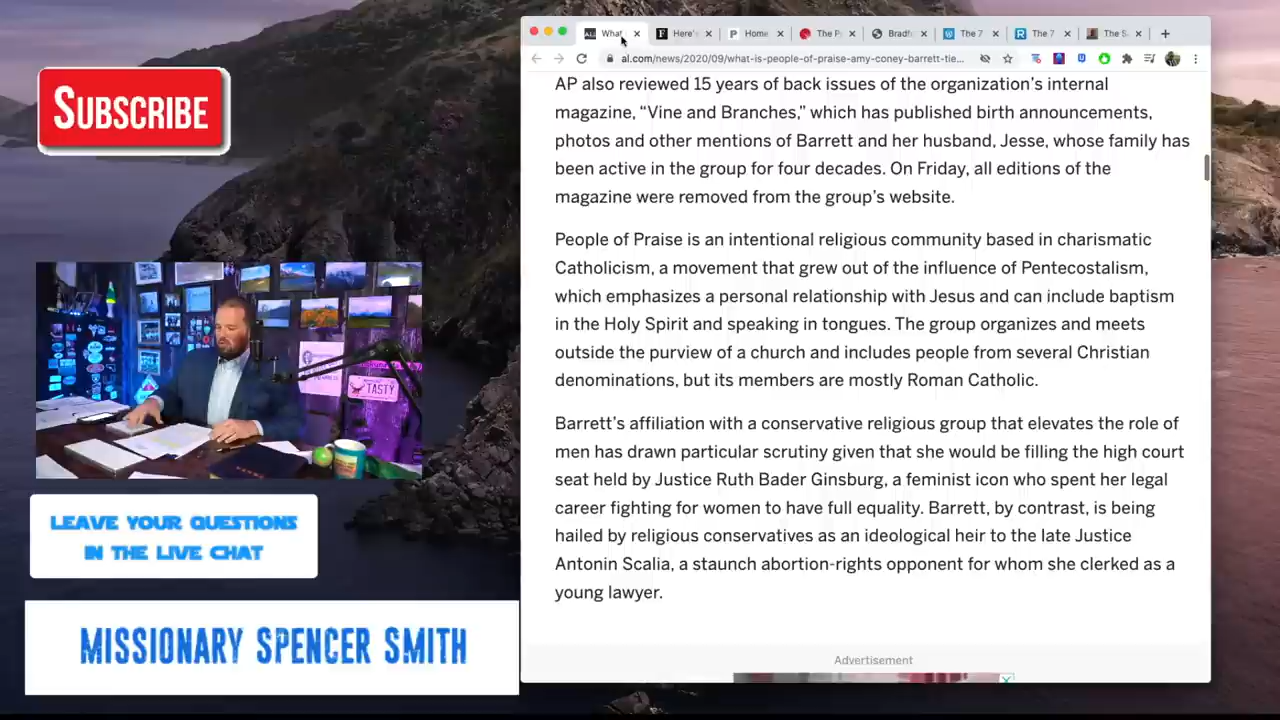 SUBSCRIBE
TASTY
LEAVE YOUR QUESTIONS
IN THE LIVE CHAT
MISSIONARY SPENCER SMITH
What
Here's
Home
The P
Bradf
The 7
The 7
The S
al.com/news/2020/09/what-is-people-of-praise-amy-coney-barrett-tie...
AP also reviewed 15 years of back issues of the organization's internal
magazine, “Vine and Branches,” which has published birth announcements,
photos and other mentions of Barrett and her husband, Jesse, whose family has
been active in the group for four decades. On Friday, all editions of the
magazine were removed from the group's website.
People of Praise is an intentional religious community based in charismatic
Catholicism, a movement that grew out of the influence of Pentecostalism,
which emphasizes a personal relationship with Jesus and can include baptism
in the Holy Spirit and speaking in tongues. The group organizes and meets
outside the purview of a church and includes people from several Christian
denominations, but its members are mostly Roman Catholic.
Barrett's affiliation with a conservative religious group that elevates the role of
men has drawn particular scrutiny given that she would be filling the high court
seat held by Justice Ruth Bader Ginsburg, a feminist icon who spent her legal
career fighting for women to have full equality. Barrett, by contrast, is being
hailed by religious conservatives as an ideological heir to the late Justice
Antonin Scalia, a staunch abortion-rights opponent for whom she clerked as a
young lawyer.
Advertisement